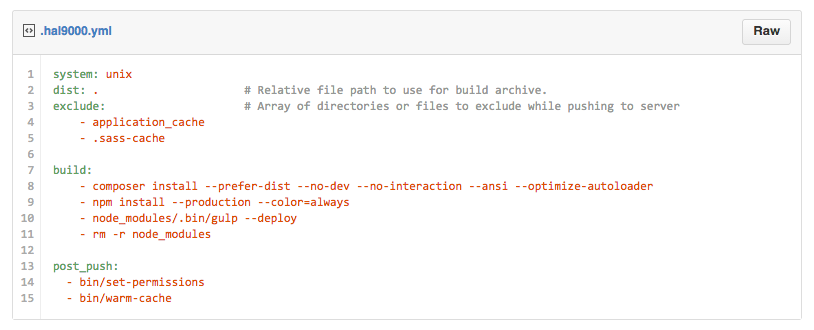 .hal9000.yml
Raw
1 system: unix
2 dist: . # Relative file path to use for build archive.
3 exclude: # Array of directories or files to exclude while pushing to server
4 - application_cache
5 - .sass-cache
6
7 build:
8 - composer install --prefer-dist --no-dev --no-interaction --ansi --optimize-autoloader
9 - npm install --production --color=always
10 - node_modules/.bin/gulp --deploy
11 - rm -r node_modules
12
13 post_push:
14 - bin/set-permissions
15 - bin/warm-cache